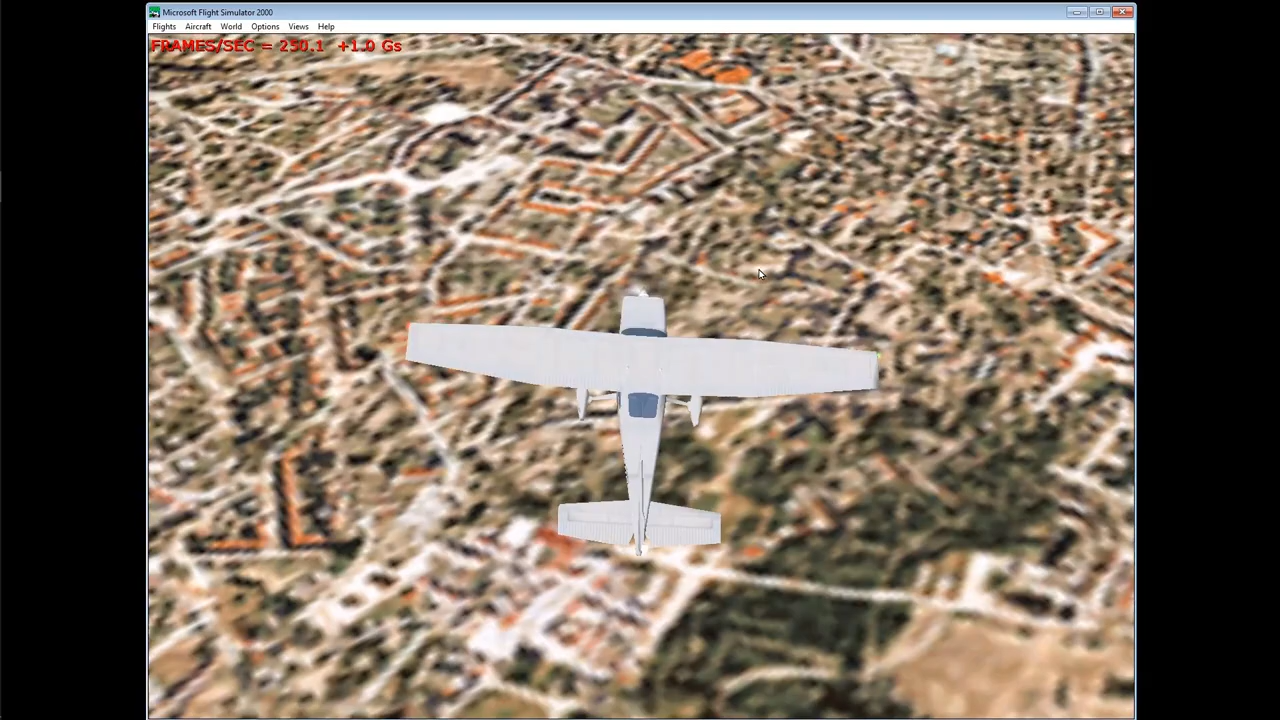 Microsoft Flight Simulator 2000
Flights Aircraft World Options Views Help
FRAMES/SEC = 250.1 +1.0 Gs